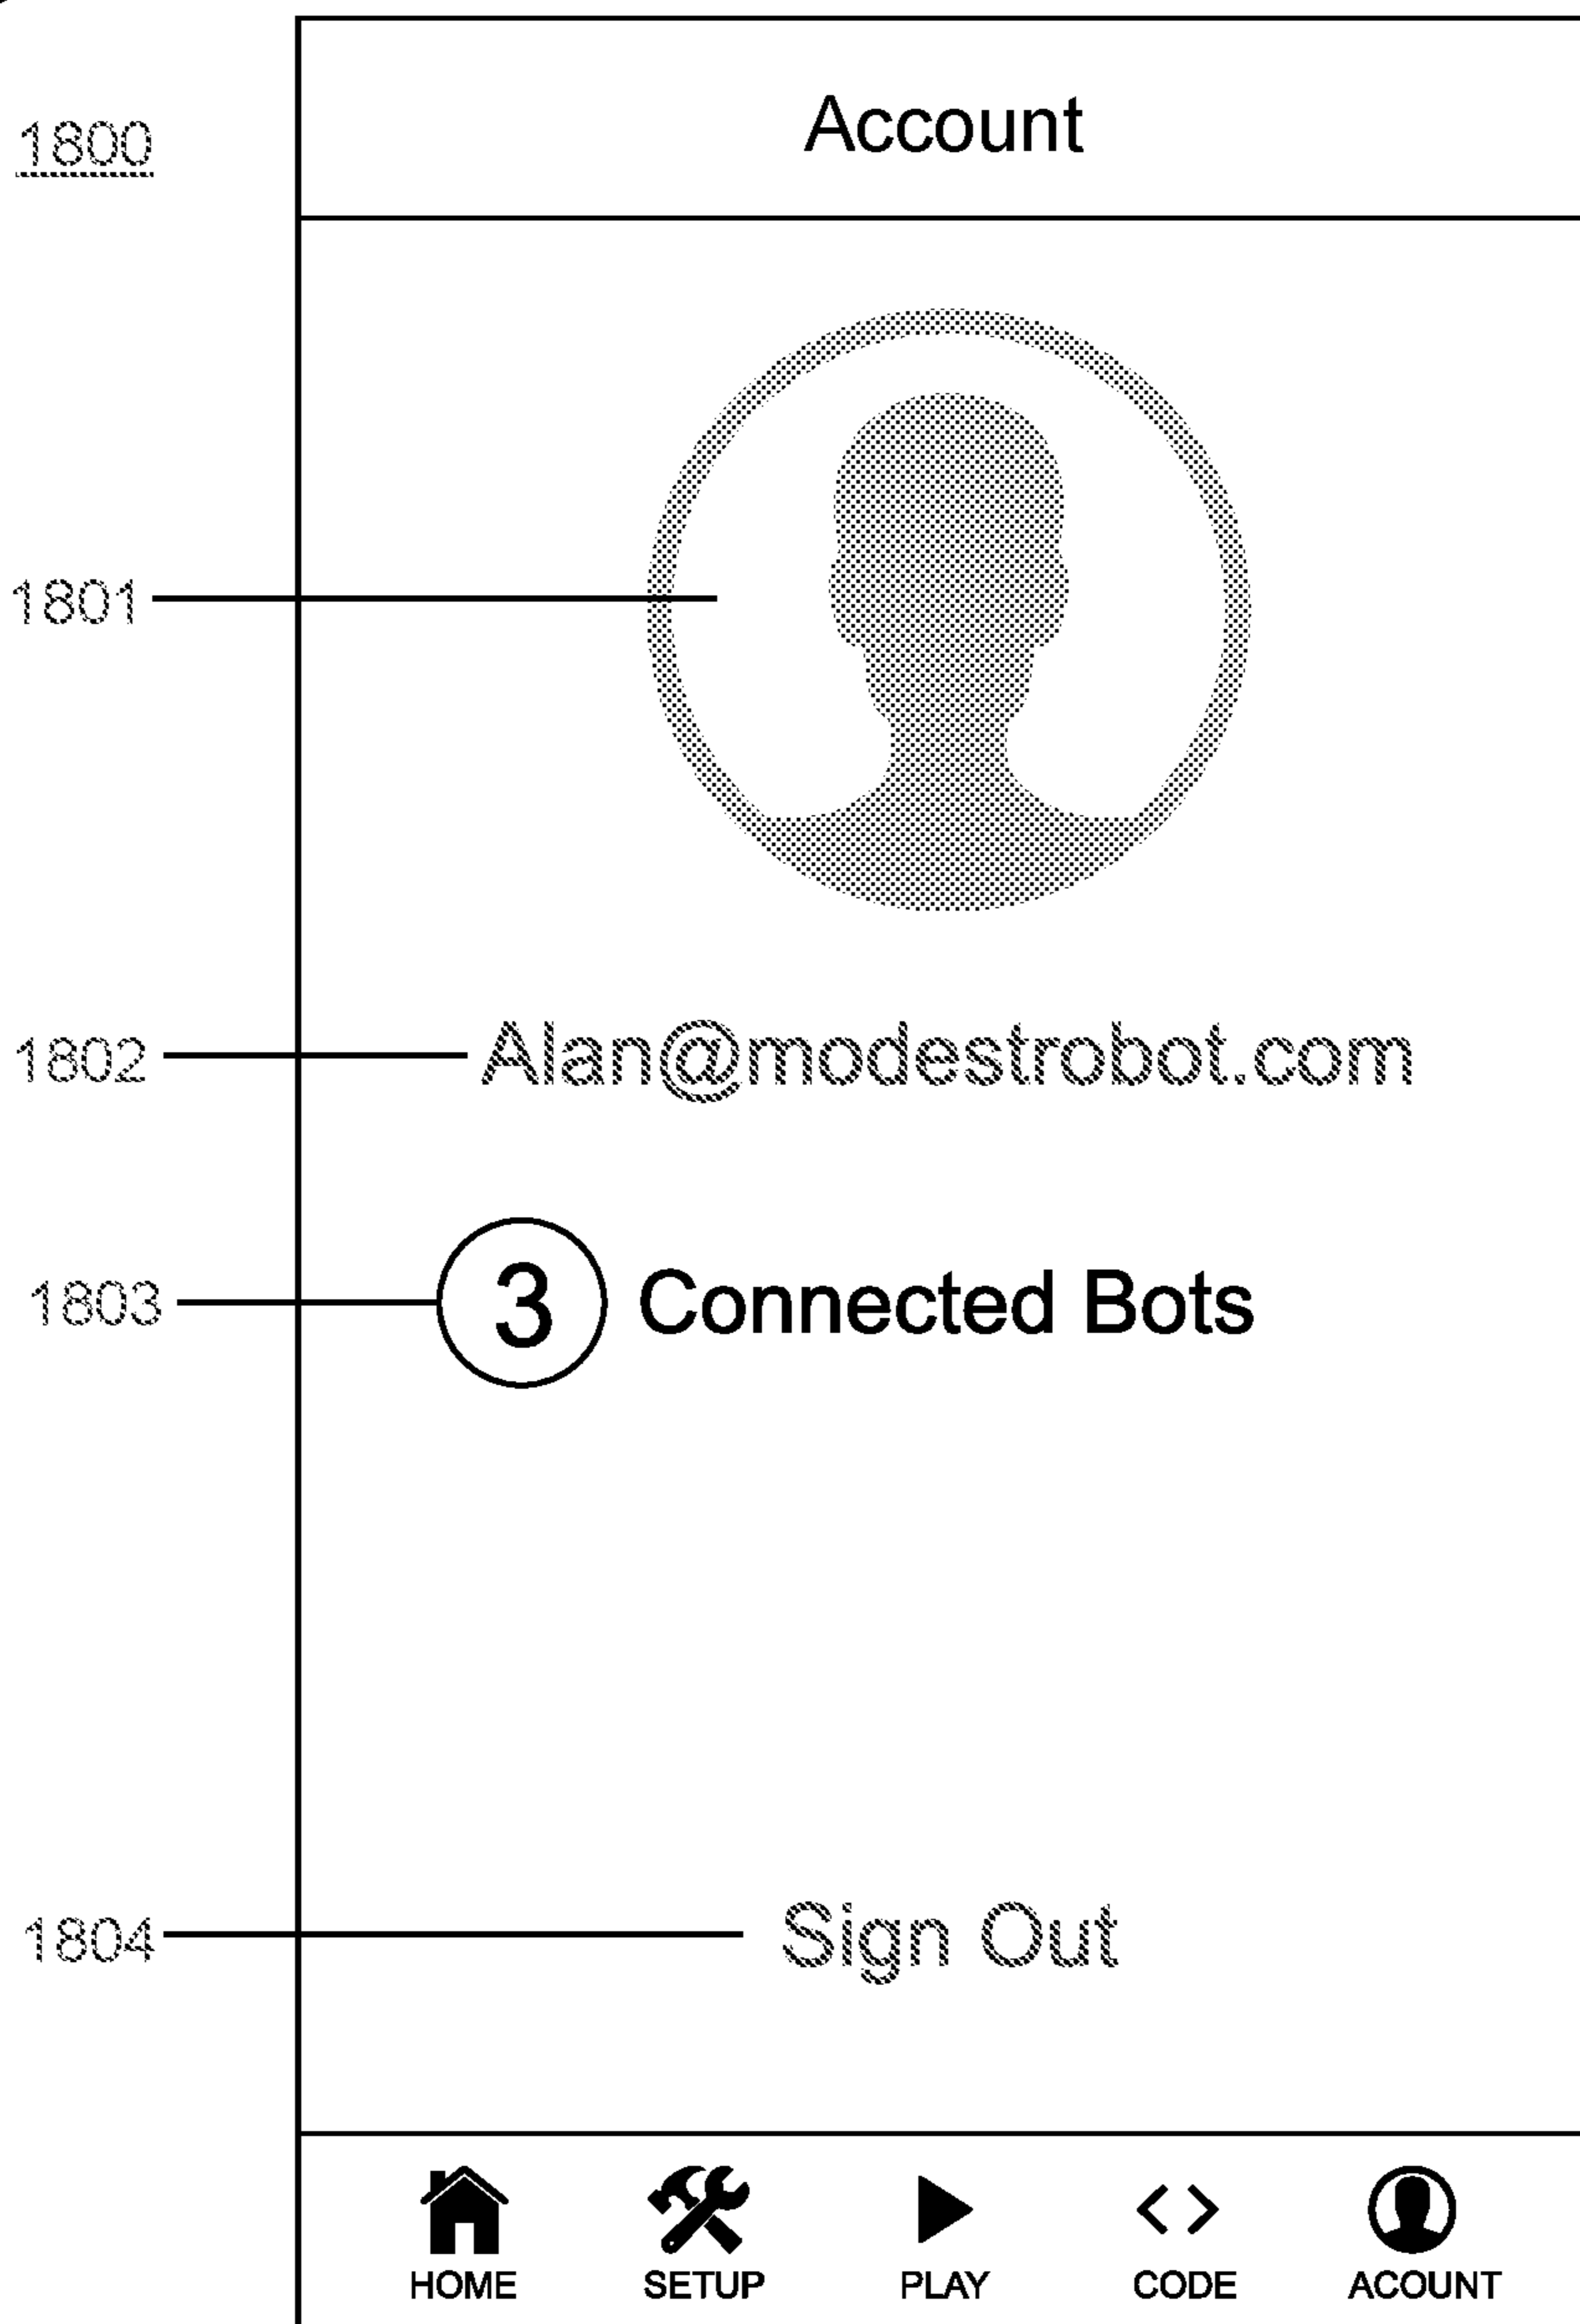 Account
1800
1801
1802 Alan@modestrobot.com
1803 3 Connected Bots
1804 Sign Out
HOME SETUP PLAY CODE ACOUNT